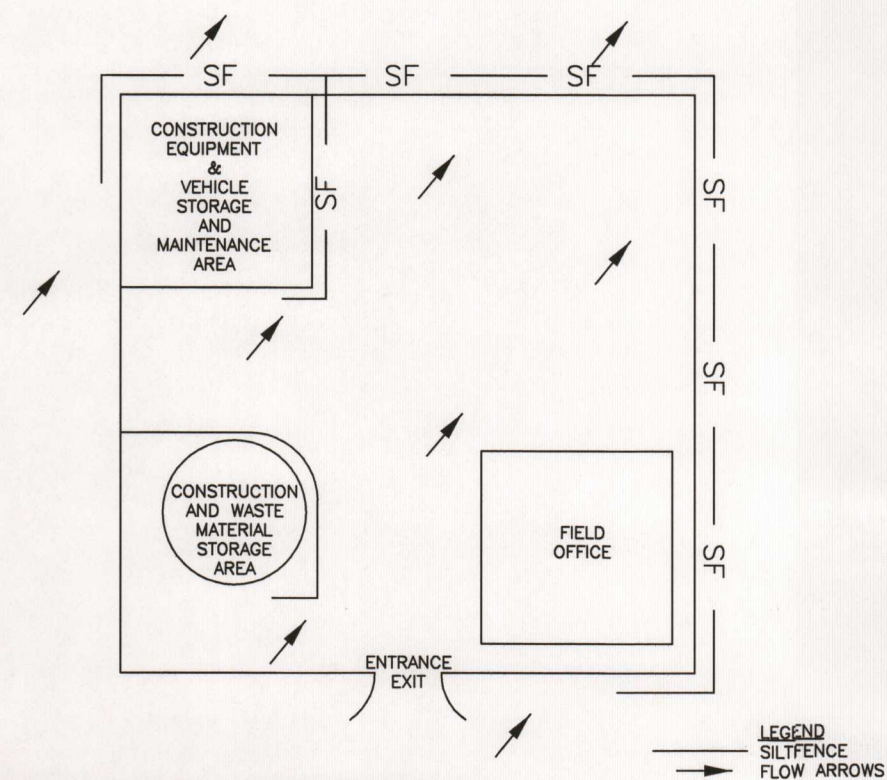 SF
SF
SF
CONSTRUCTION
EQUIPMENT
&
VEHICLE
STORAGE
AND
MAINTENANCE
AREA
SF
SF
SF
CONSTRUCTION
AND WASTE
MATERIAL
STORAGE
AREA
FIELD
OFFICE
SF
ENTRANCE
EXIT
LEGEND
SILTFENCE
FLOW ARROWS